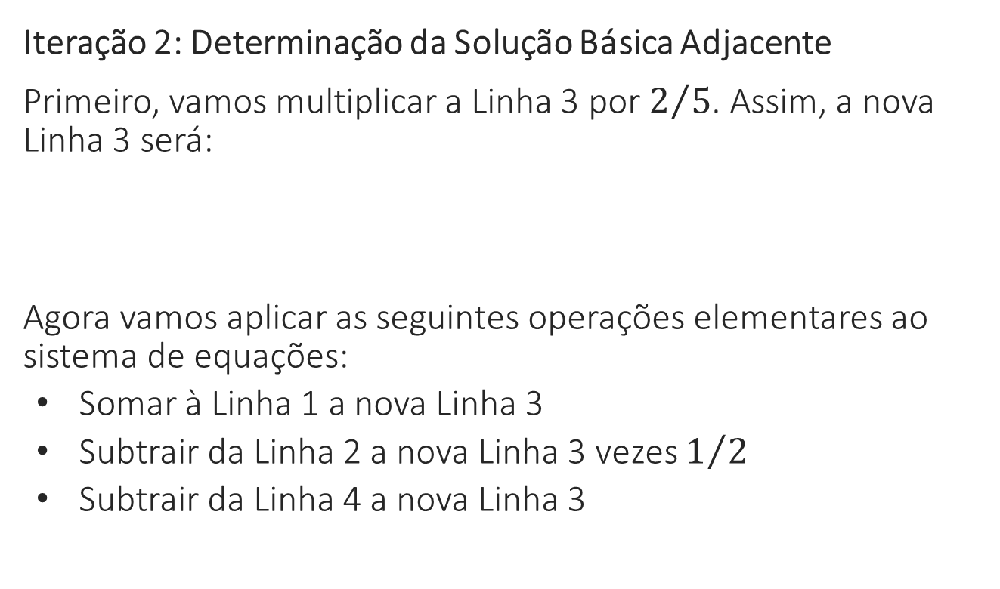 Iteração 2: Determinação da Solução Básica Adjacente
Primeiro, vamos multiplicar a Linha 3 por 2/5. Assim, a nova
Linha 3 será:
Agora vamos aplicar as seguintes operações elementares ao
sistema de equações:
• Somar à Linha 1 a nova Linha 3
• Subtrair da Linha 2 a nova Linha 3 vezes 1/2
• Subtrair da Linha 4 a nova Linha 3